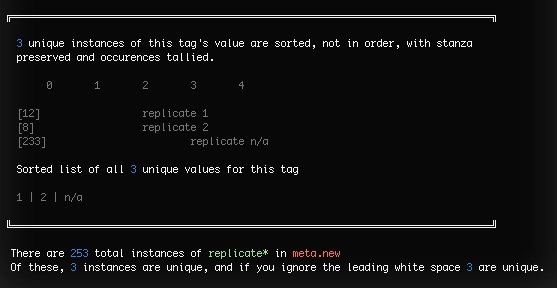 3 unique instances of this tag's value are sorted, not in order, with stanza
preserved and occurences tallied.
0 1 2 3 4
[12] replicate 1
[8] replicate 2
[233] replicate n/a
Sorted list of all 3 unique values for this tag
1 | 2 | n/a
There are 253 total instances of replicate* in meta.new
Of these, 3 instances are unique, and if you ignore the leading white space 3 are unique.